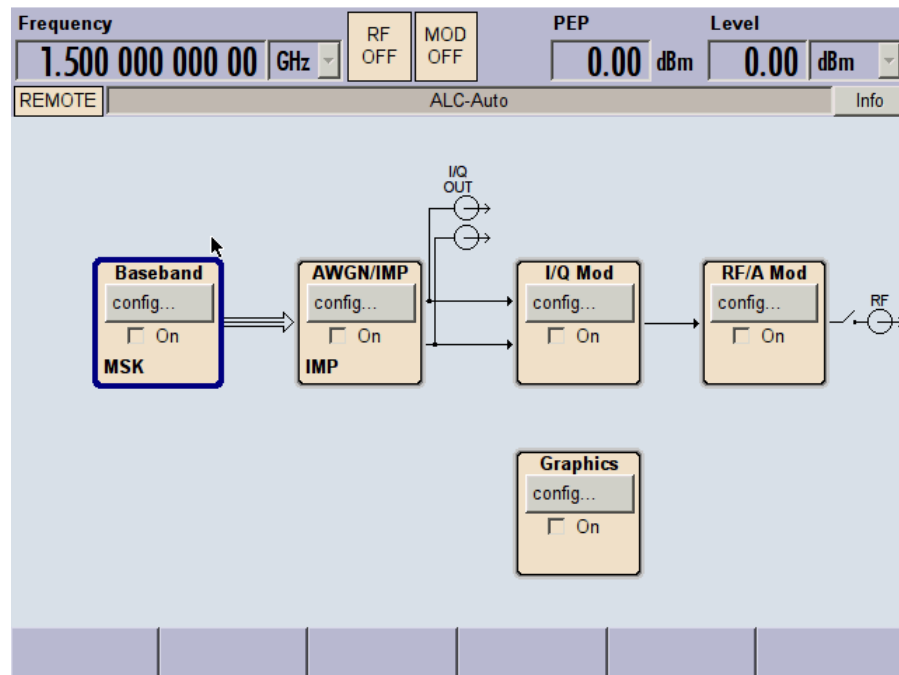 Frequency
1.500 000 000 00 GHz
RF OFF
MOD OFF
PEP
0.00 dBm
Level
0.00 dBm
REMOTE
ALC-Auto
Info
I/Q
OUT
Baseband
config...
On
MSK
AWGN/IMP
config...
On
IMP
I/Q Mod
config...
On
RF/A Mod
config...
On
RF
Graphics
config...
On